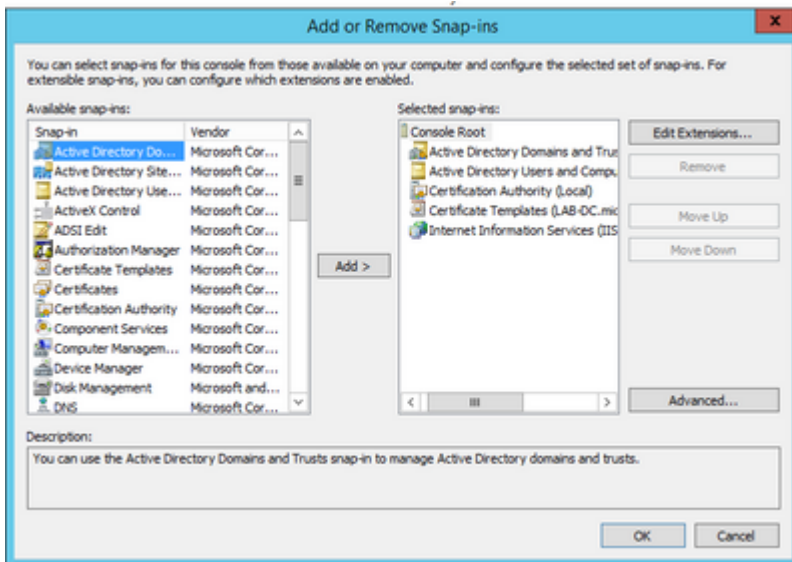 Add or Remove Snap-ins
x
You can select snap-ins for this console from those available on your computer and configure the selected set of snap-ins. For
extensible snap-ins, you can configure which extensions are enabled.
Available snap-ins:
Snap-in Vendor
Active Directory Do... Microsoft Cor...
Active Directory Site... Microsoft Cor...
Active Directory Use... Microsoft Cor...
ActiveX Control Microsoft Cor...
ADSI Edit Microsoft Cor...
Authorization Manager Microsoft Cor...
Certificate Templates Microsoft Cor...
Certificates Microsoft Cor...
Certification Authority Microsoft Cor...
Component Services Microsoft Cor...
Computer Managem... Microsoft Cor...
Device Manager Microsoft Cor...
Disk Management Microsoft and...
DNS Microsoft Cor...
Add >
Selected snap-ins:
Console Root
Active Directory Domains and Trus
Active Directory Users and Compu
Certification Authority (Local)
Certificate Templates (LAB-DC.mic
Internet Information Services (IIS
Edit Extensions...
Remove
Move Up
Move Down
Advanced...
Description:
You can use the Active Directory Domains and Trusts snap-in to manage Active Directory domains and trusts.
OK
Cancel